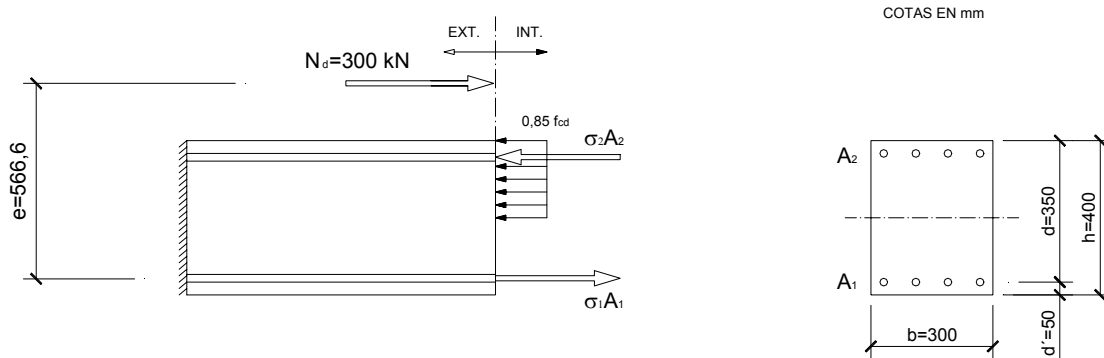 COTAS EN mm
EXT. INT.
Nd=300 kN
0,85 fcd
σ2A2
e=566,6
σ1A1
A2
A1
d=350
h=400
d´=50
b=300